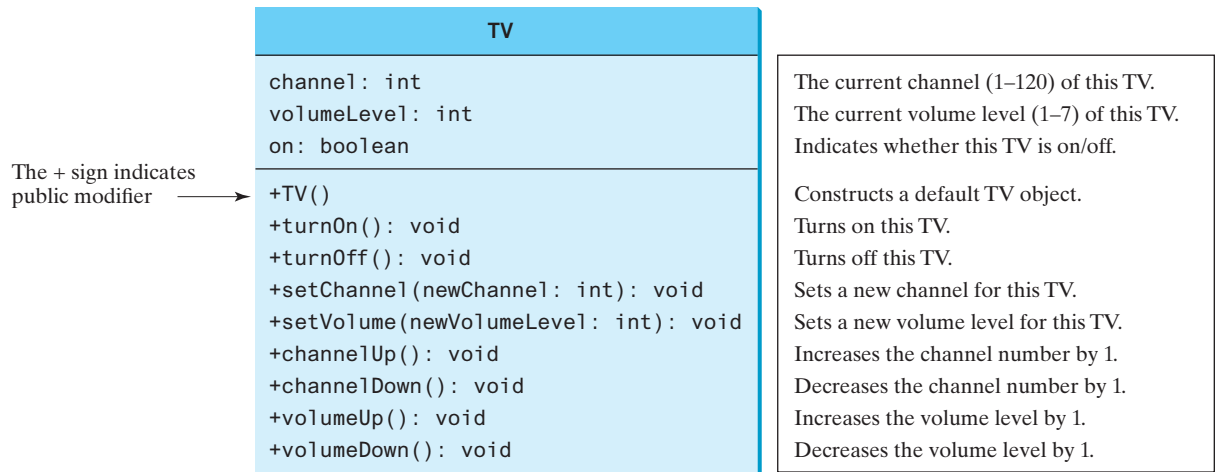 TV
channel: int
volumeLevel: int
on: boolean
The current channel (1–120) of this TV.
The current volume level (1–7) of this TV.
Indicates whether this TV is on/off.
The + sign indicates
public modifier
+TV()
+turnOn(): void
+turnOff(): void
+setChannel(newChannel: int): void
+setVolume(newVolumeLevel: int): void
+channelUp(): void
+channelDown(): void
+volumeUp(): void
+volumeDown(): void
Constructs a default TV object.
Turns on this TV.
Turns off this TV.
Sets a new channel for this TV.
Sets a new volume level for this TV.
Increases the channel number by 1.
Decreases the channel number by 1.
Increases the volume level by 1.
Decreases the volume level by 1.